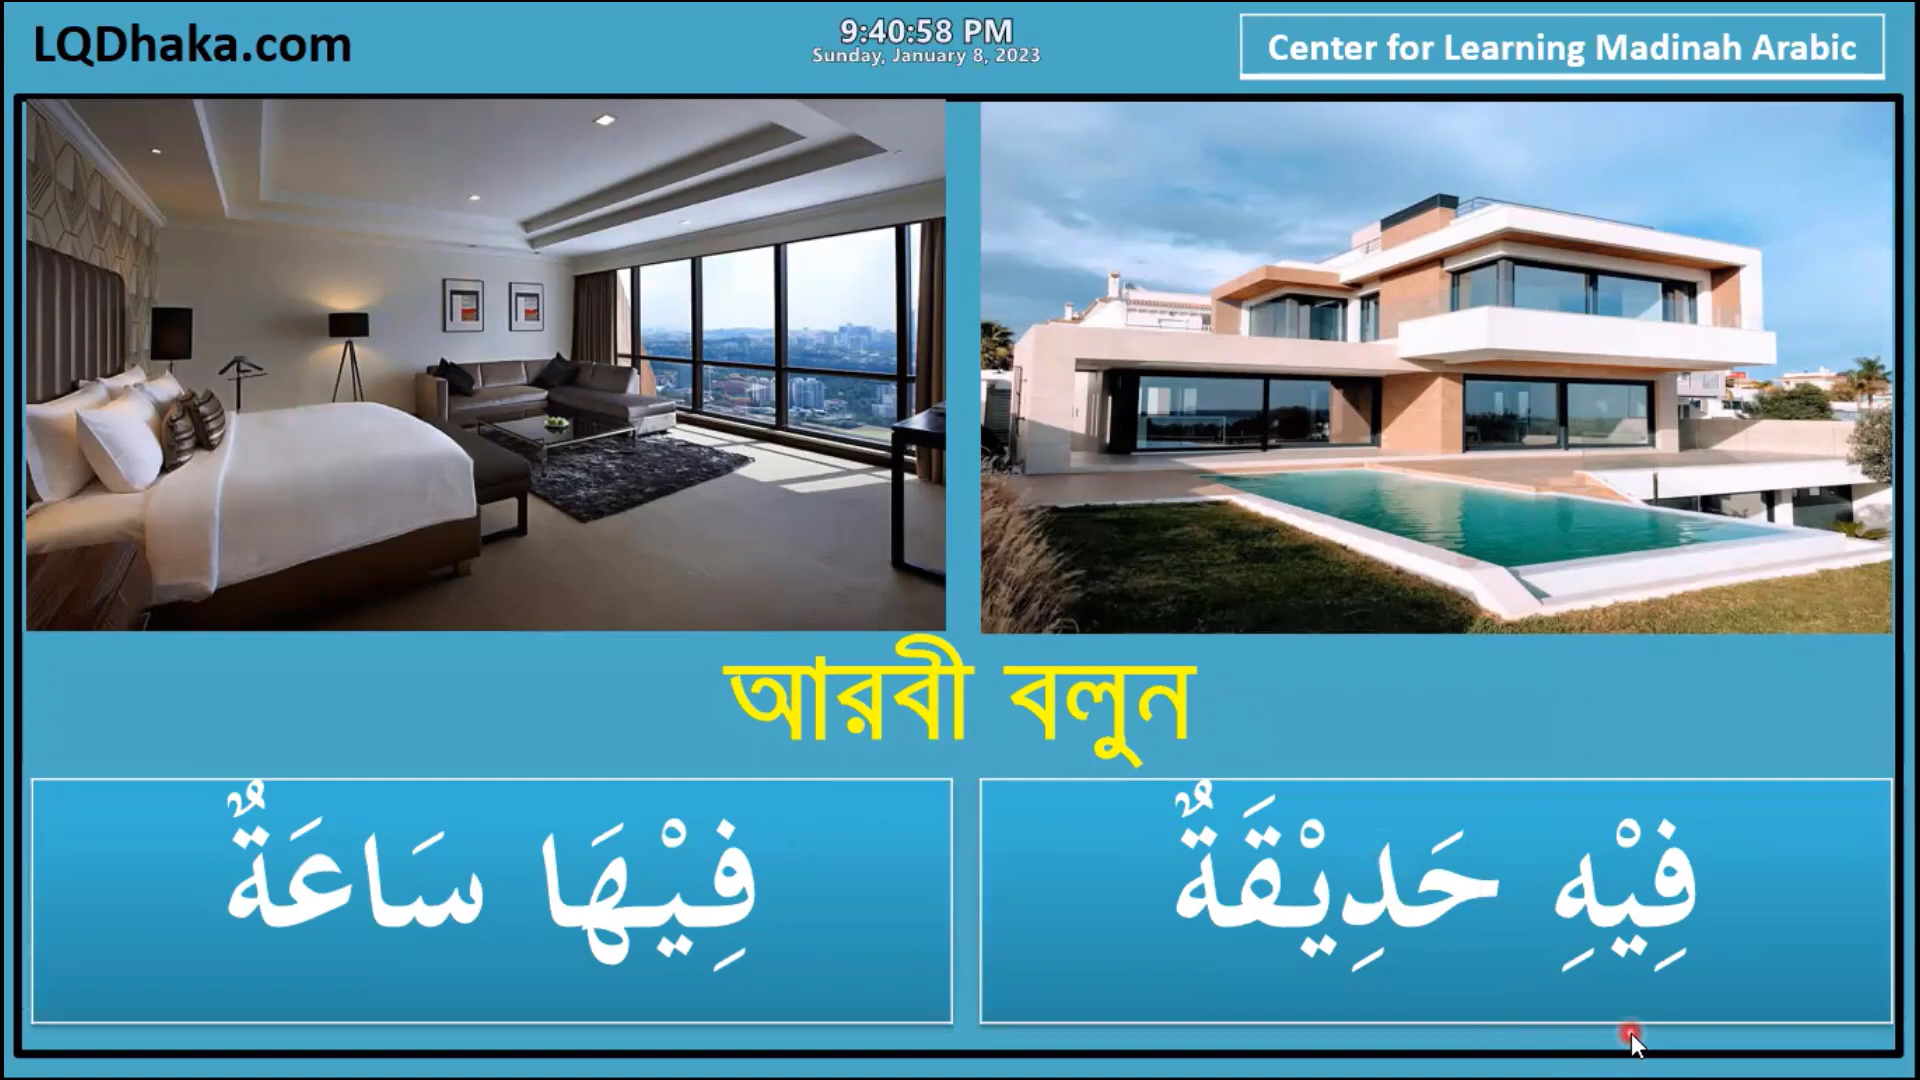 LQDhaka.com
9:40:58 PM
Sunday, January 8, 2023
Center for Learning Madinah Arabic
আরবী বলুন
فِيْهَا سَاعَةٌ
فِيْهِ حَدِيْقَةٌ